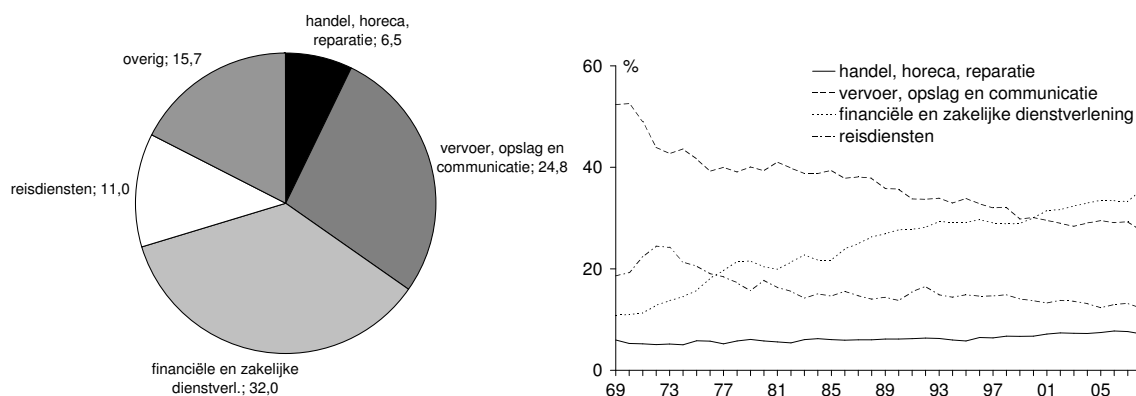 handel, horeca,
reparatie; 6,5
overig; 15,7
vervoer, opslag en
communicatie; 24,8
reisdiensten; 11,0
financiële en zakelijke
dienstverl.; 32,0
60
%
handel, horeca, reparatie
vervoer, opslag en communicatie
financiële en zakelijke dienstverlening
reisdiensten
40
20
0
69 73 77 81 85 89 93 97 01 05